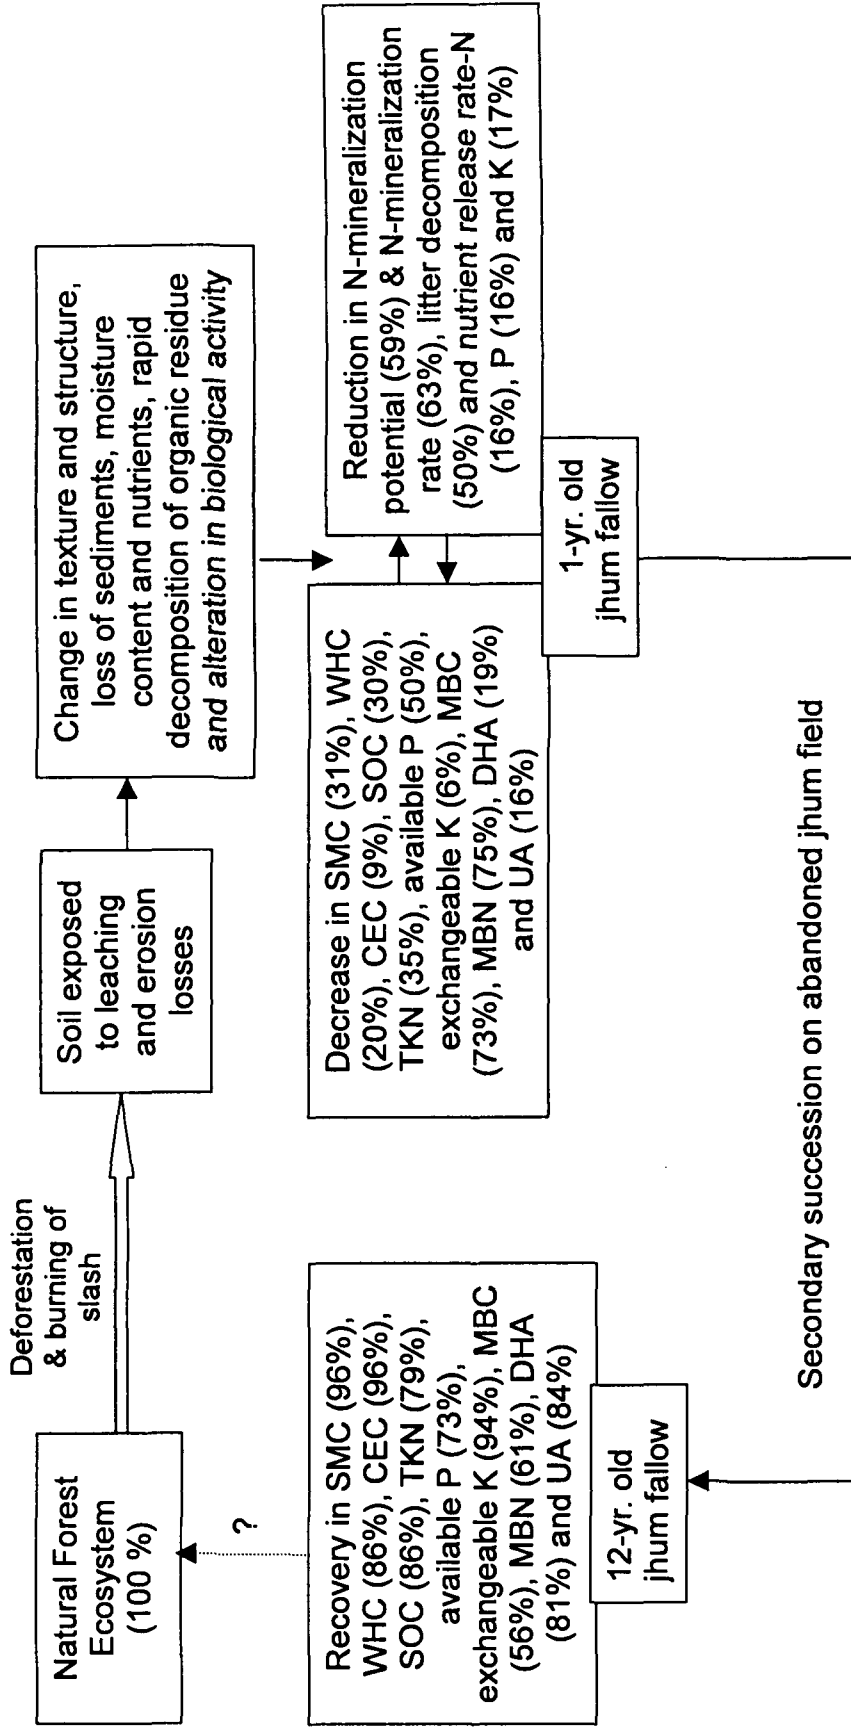 Natural Forest
Ecosystem
(100 %)
Deforestation
& burning of
slash
Soil exposed
to leaching
and erosion
losses
Change in texture and structure,
loss of sediments, moisture
content and nutrients, rapid
decomposition of organic residue
and alteration in biological activity
Recovery in SMC (96%),
WHC (86%), CEC (96%),
SOC (86%), TKN (79%),
available P (73%),
exchangeable K (94%), MBC
(56%), MBN (61%), DHA
(81%) and UA (84%)
12-yr. old
jhum fallow
?
Decrease in SMC (31%), WHC
(20%), CEC (9%), SOC (30%),
TKN (35%), available P (50%),
exchangeable K (6%), MBC
(73%), MBN (75%), DHA (19%)
and UA (16%)
Reduction in N-mineralization
potential (59%) & N-mineralization
rate (63%), litter decomposition
(50%) and nutrient release rate-N
(16%), P (16%) and K (17%)
1-yr. old
jhum fallow
Secondary succession on abandoned jhum field